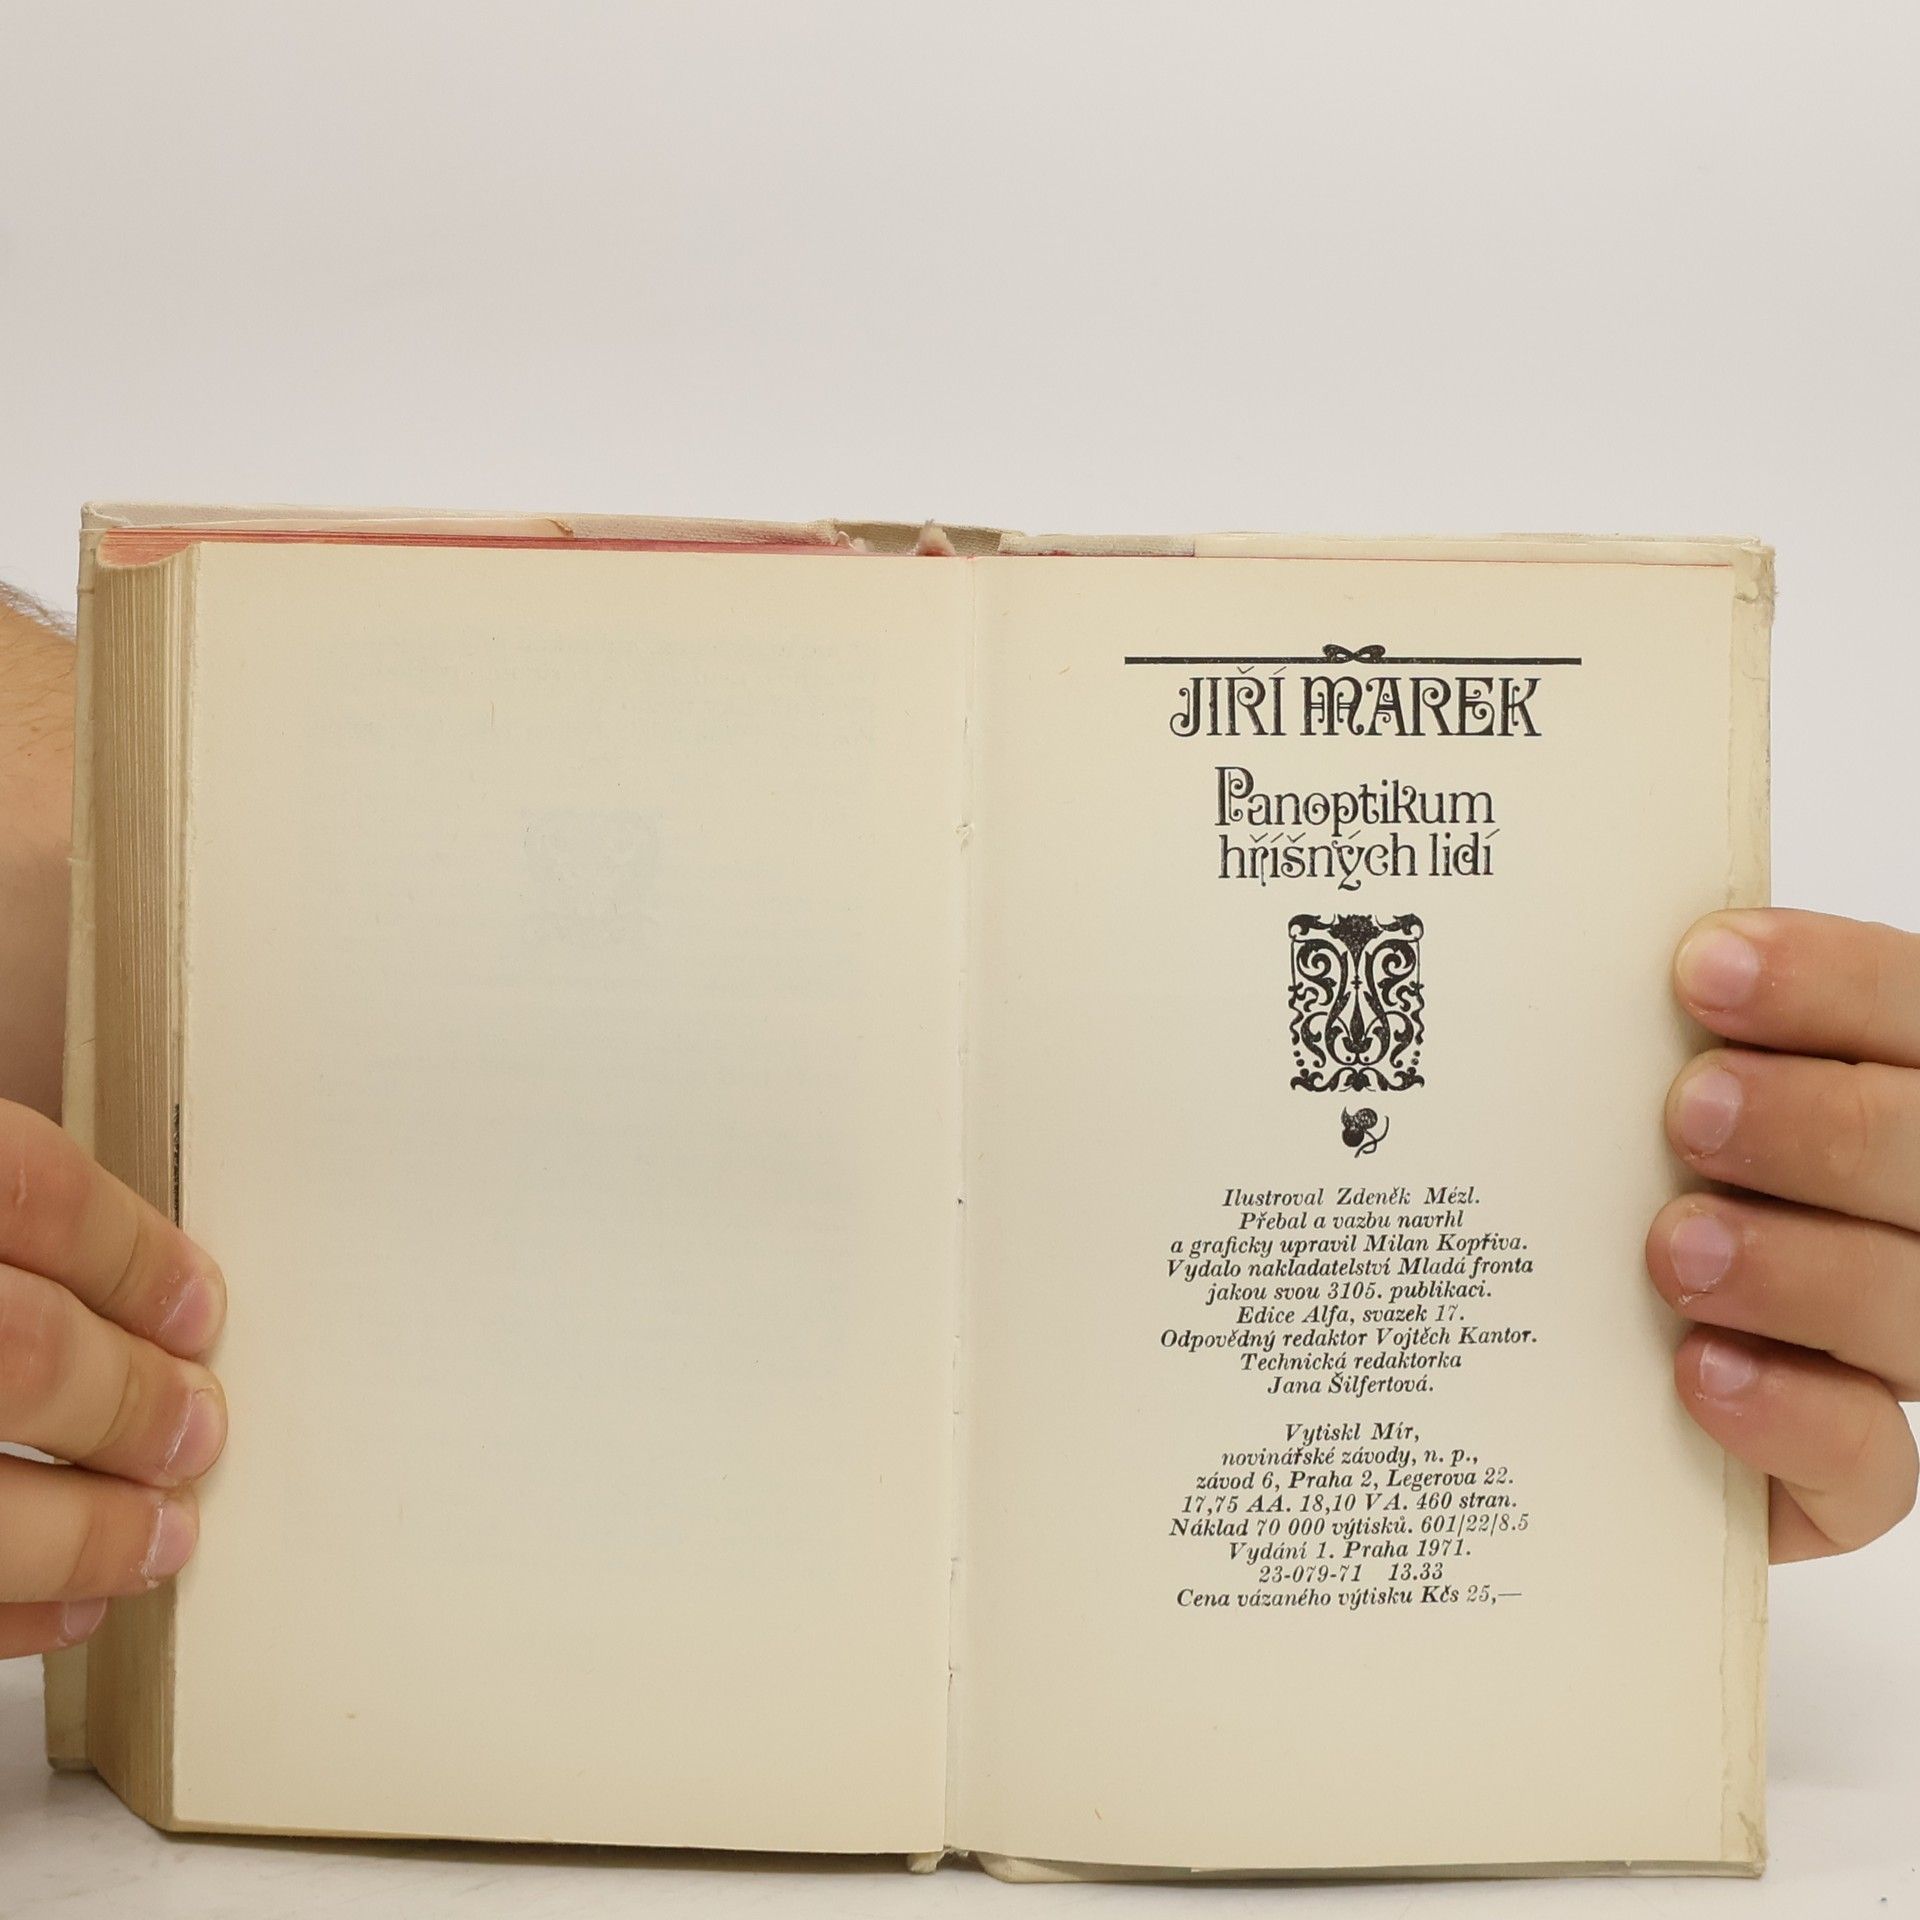 JIŘÍ MAREK
Panoptikum
hříšných lidí
Ilustroval Zdeněk Mézl.
Přebal a vazbu navrhl
a graficky upravil Milan Kopřiva.
Vydalo nakladatelství Mladá fronta
jakou svou 3105. publikaci.
Edice Alfa, svazek 17.
Odpovědný redaktor Vojtěch Kantor.
Technická redaktorka
Jana Šilfertová.
Vytiskl Mír,
novinářské závody, n. p.,
závod 6, Praha 2, Legerova 22.
17,75 AA. 18,10 VA. 460 stran.
Náklad 70 000 výtisků. 601/22/8.5
Vydání 1. Praha 1971.
23-079-71 13.33
Cena vázaného výtisku Kčs 25,—